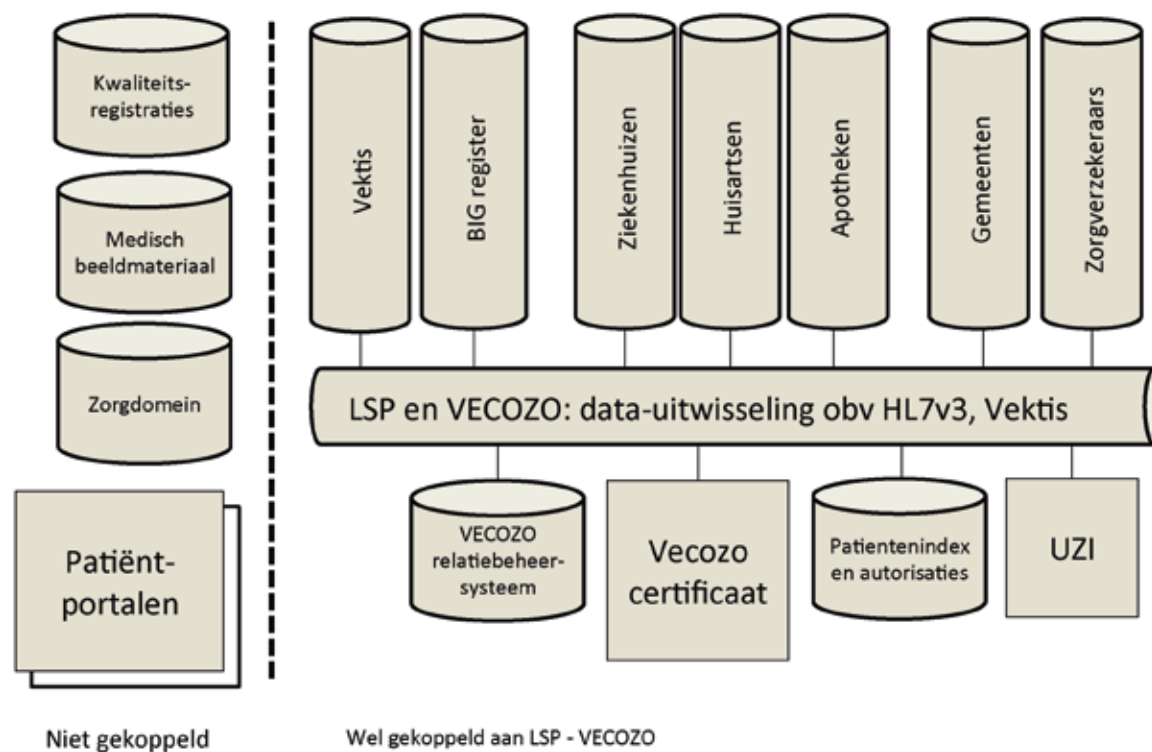 Kwaliteits-
registraties
Medisch
beeldmateriaal
Zorgdomein
Patiënt-
portalen
Niet gekoppeld
Vektis
BIG register
Ziekenhuizen
Huisartsen
Apotheken
Gemeenten
Zorgverzekeraars
LSP en VECOZO: data-uitwisseling obv HL7v3, Vektis
VECOZO
relatiebeheer-
systeem
Vecozo
certificaat
Patientenindex
en autorisaties
UZI
Wel gekoppeld aan LSP - VECOZO